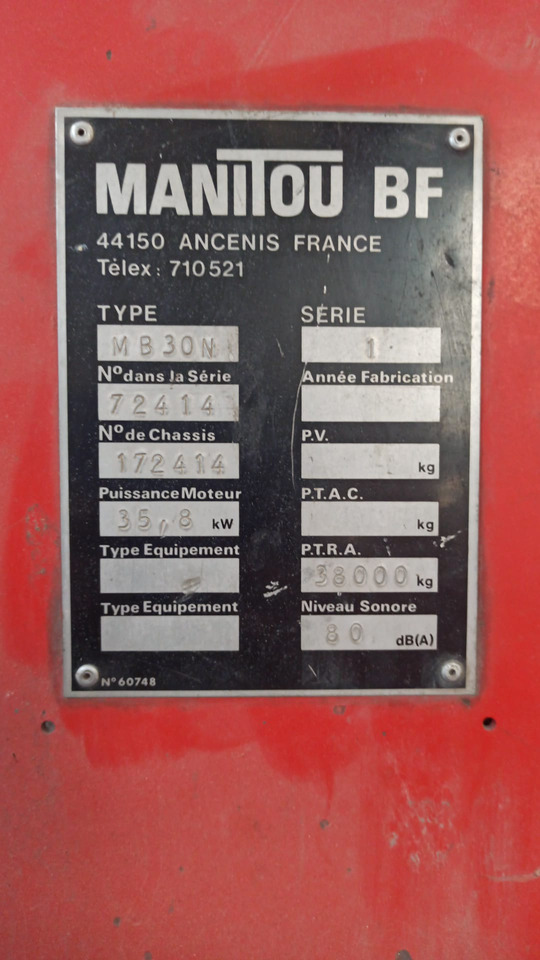 MANITOU BF
44150 ANCENIS FRANCE
Télex : 710521
TYPE SÉRIE
MB30N 1
Nº dans la Série Année Fabrication
72414
Nº de Chassis P.V.
172414 kg
Puissance Moteur P.T.A.C.
35,8 kW kg
Type Equipement P.T.R.A.
38000 kg
Type Equipement Niveau Sonore
80 dB(A)
Nº 60748